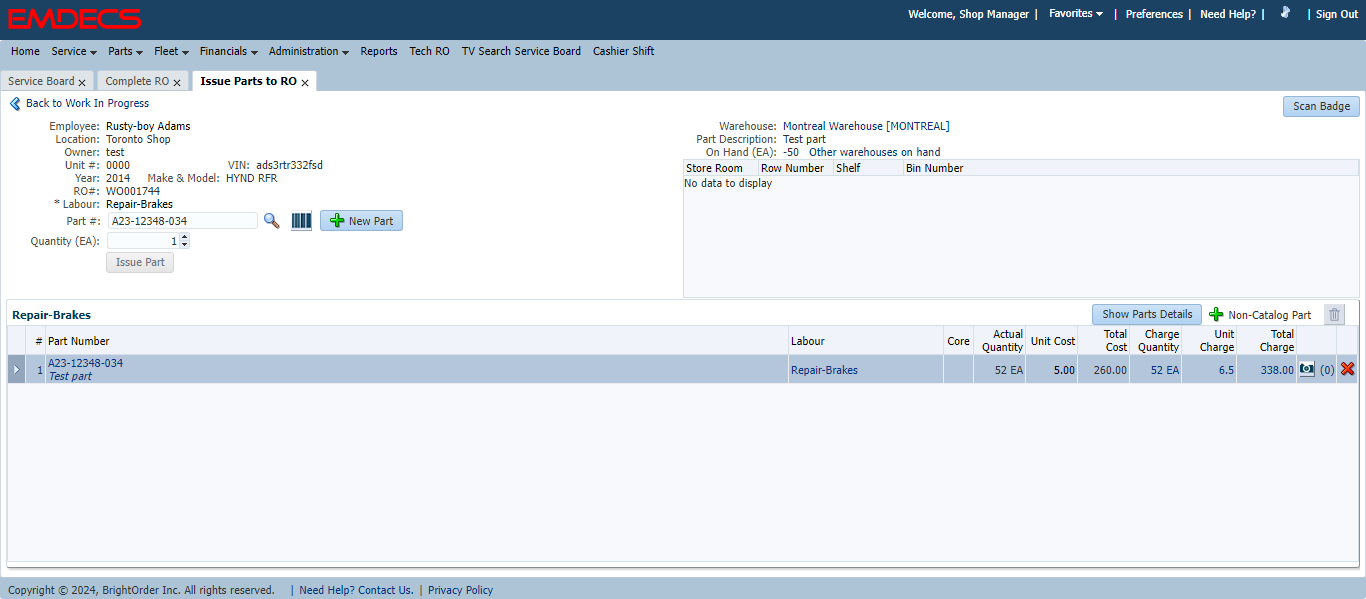 EMDECS
Welcome, Shop Manager | Favorites | Preferences | Need Help? | | Sign Out
Home Service Parts Fleet Financials Administration Reports Tech RO TV Search Service Board Cashier Shift
Service Board x Complete RO x Issue Parts to RO x
Back to Work In Progress
Scan Badge
Employee: Rusty-boy Adams
Location: Toronto Shop
Owner: test
Unit #: 0000 VIN: ads3rtr332fsd
Year: 2014 Make & Model: HYND RFR
RO#: WO001744
* Labour: Repair-Brakes
Part #: A23-12348-034 New Part
Quantity (EA): 1
Issue Part
Warehouse: Montreal Warehouse [MONTREAL]
Part Description: Test part
On Hand (EA): -50 Other warehouses on hand
Store Room Row Number Shelf Bin Number
No data to display
Repair-Brakes Show Parts Details Non-Catalog Part
# Part Number Labour Core Actual Quantity Unit Cost Total Cost Charge Quantity Unit Charge Total Charge
1 A23-12348-034 Repair-Brakes 52 EA 5.00 260.00 52 EA 6.5 338.00 (0)
Test part
Copyright © 2024, BrightOrder Inc. All rights reserved. | Need Help? Contact Us. | Privacy Policy